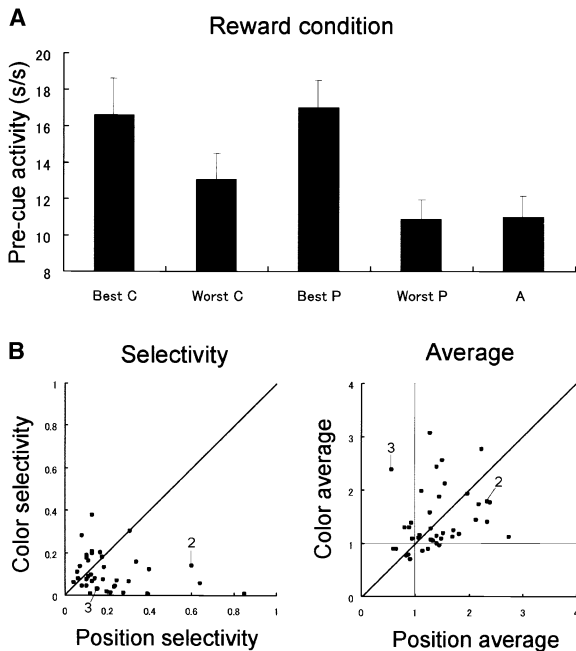 A
Reward condition
Pre-cue activity (s/s)
20
18
16
14
12
10
8
Best C Worst C Best P Worst P A
B
Selectivity
Color selectivity
1
0.8
0.6
0.4
0.2
0
2
3
0 0.2 0.4 0.6 0.8 1
Position selectivity
Average
Color average
4
3
2
1
0
3
2
0 1 2 3 4
Position average